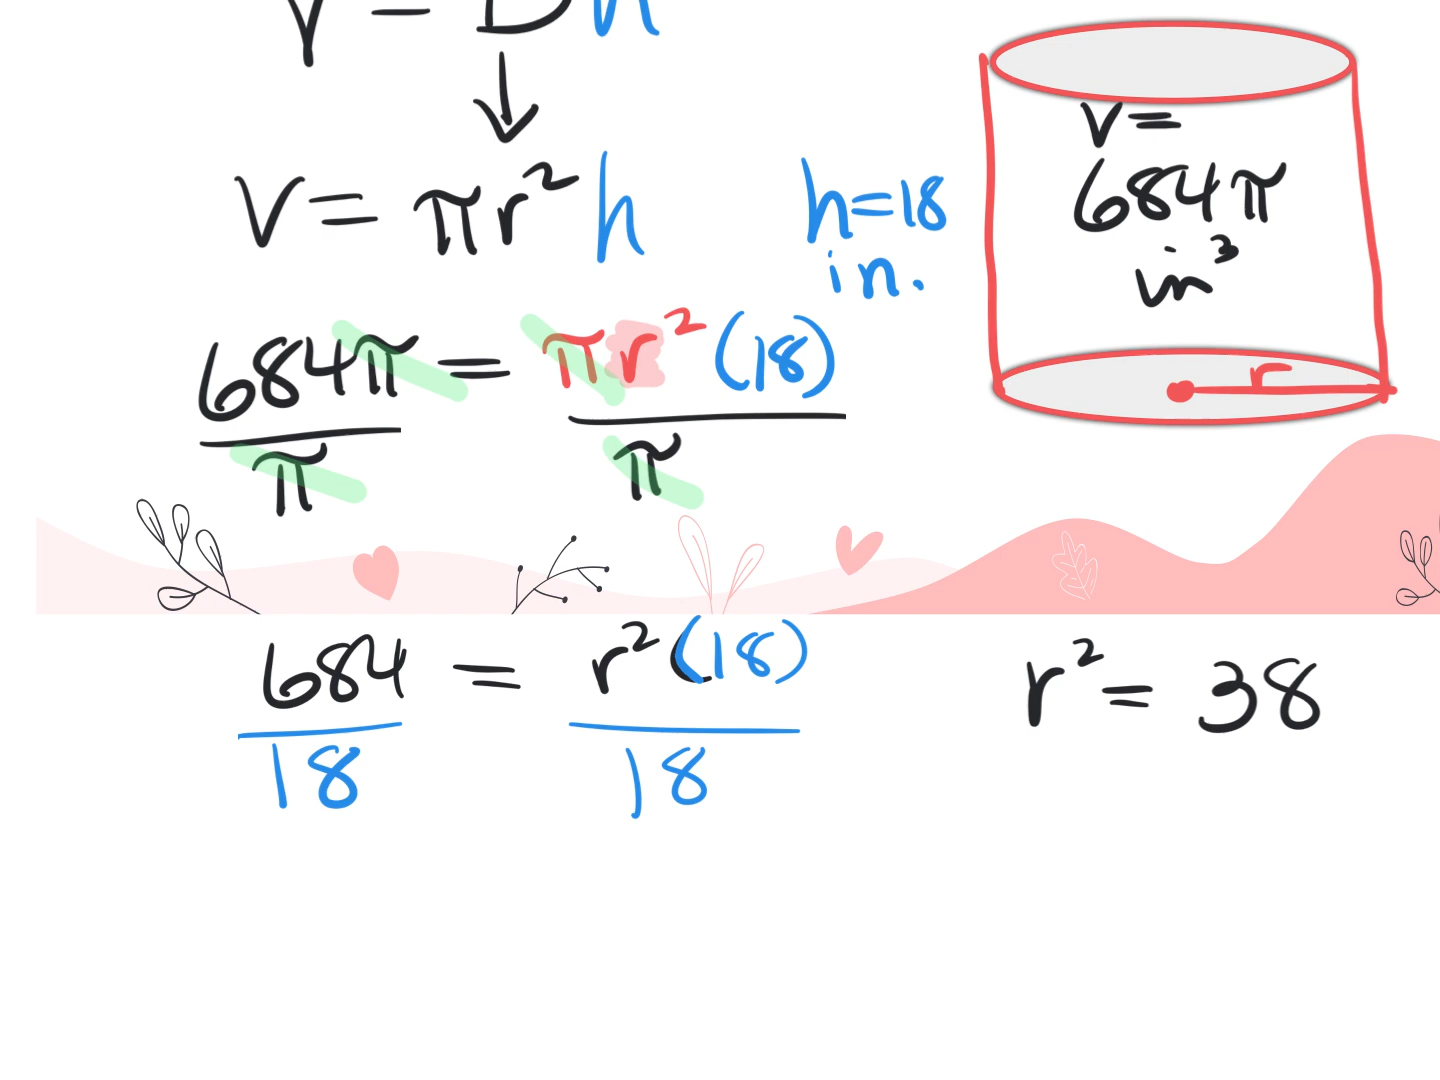 V = Bh
V = πr²h
684π = πr²(18)
π π
684 = r²(18)
18 18
r² = 38
h=18
in.
V=
684π
in³
r